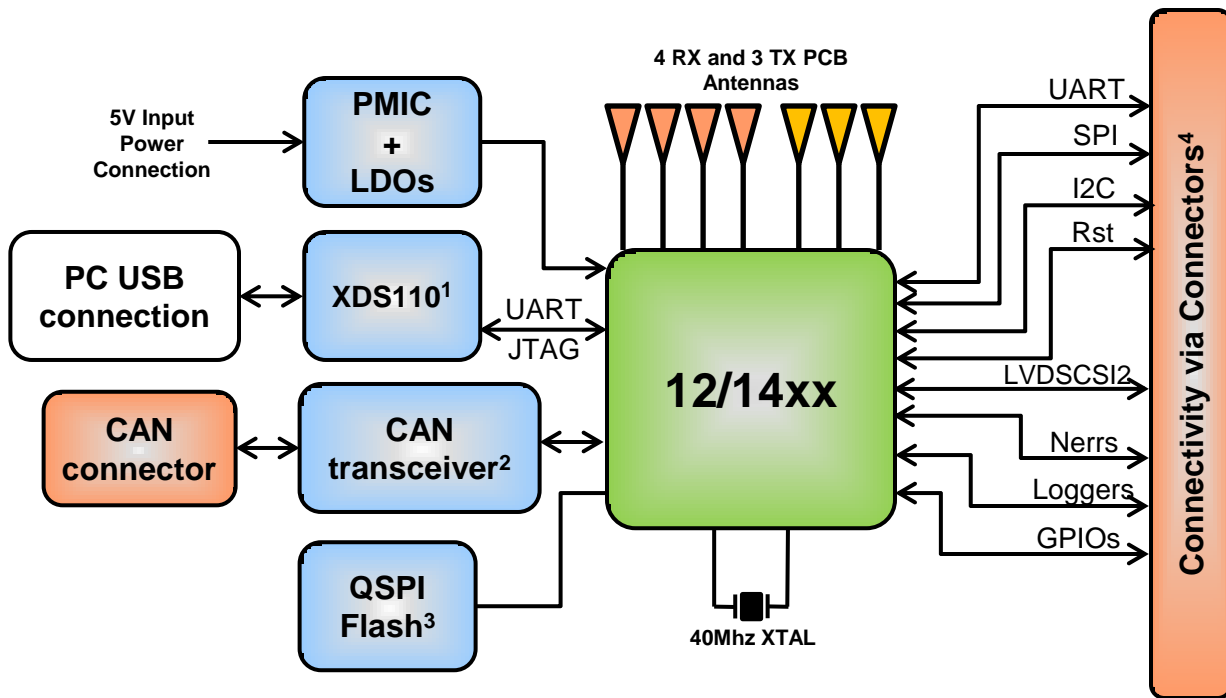 4 RX and 3 TX PCB
Antennas
5V Input
Power
Connection
PMIC
+
LDOs
PC USB
connection
XDS110¹
UART
JTAG
CAN
connector
CAN
transceiver²
QSPI
Flash³
12/14xx
40Mhz XTAL
UART
SPI
I2C
Rst
LVDSCSI2
Nerrs
Loggers
GPIOs
Connectivity via Connectors⁴